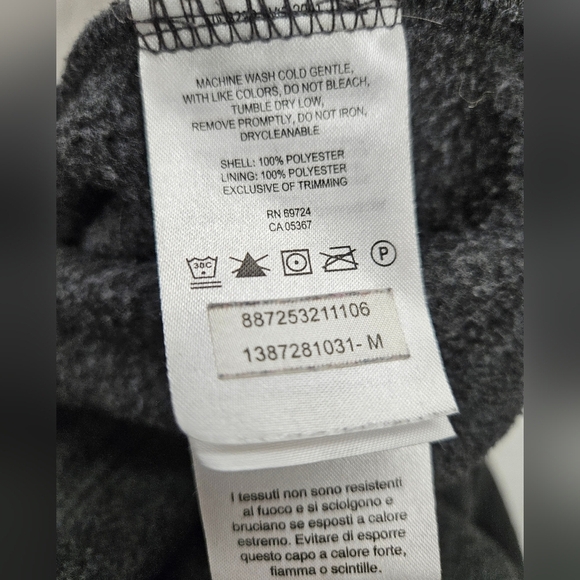 MACHINE WASH COLD GENTLE,
WITH LIKE COLORS, DO NOT BLEACH,
TUMBLE DRY LOW,
REMOVE PROMPTLY, DO NOT IRON,
DRYCLEANABLE
SHELL: 100% POLYESTER
LINING: 100% POLYESTER
EXCLUSIVE OF TRIMMING
RN 69724
CA 05367
30C
P
887253211106
1387281031- M
I tessuti non sono resistenti
al fuoco e si sciolgono e
bruciano se esposti a calore
estremo. Evitare di esporre
questo capo a calore forte,
fiamma o scintille.